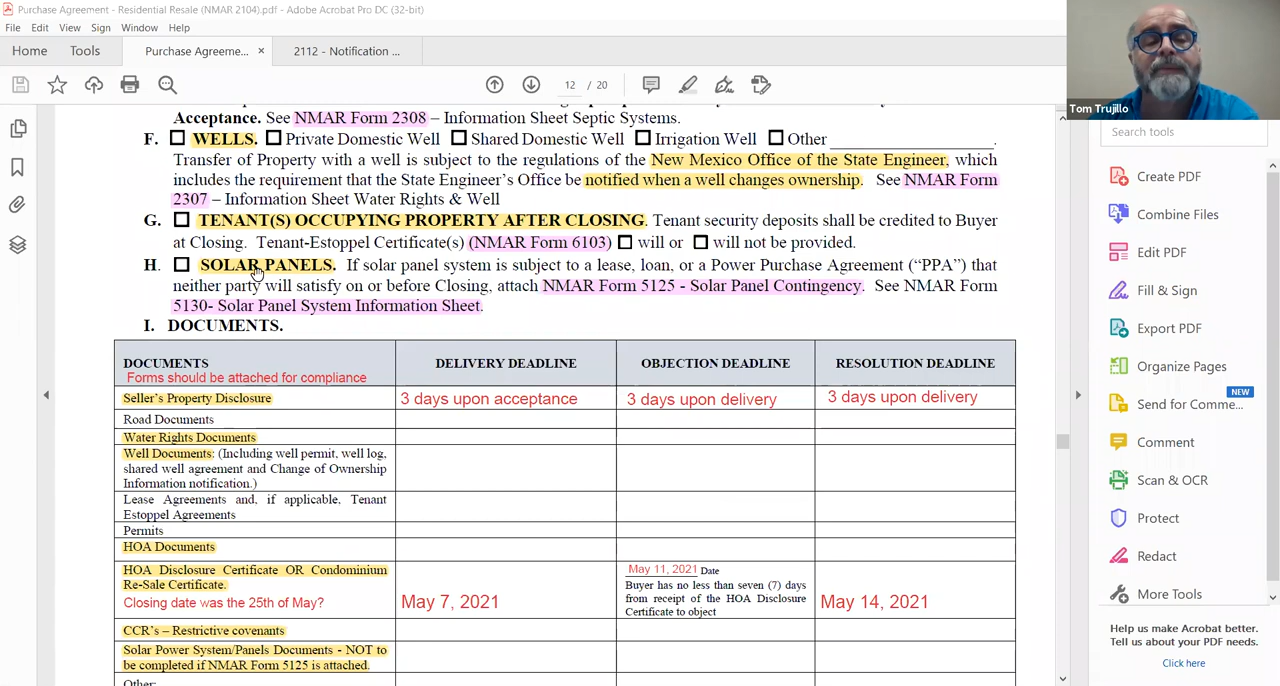 Purchase Agreement - Residential Resale (NMAR 2104).pdf - Adobe Acrobat Pro DC (32-bit)
File Edit View Sign Window Help
Home Tools Purchase Agreeme... × 2112 - Notification ...
12 / 20
Tom Trujillo
Search tools
Acceptance. See NMAR Form 2308 – Information Sheet Septic Systems.
F. WELLS. Private Domestic Well Shared Domestic Well Irrigation Well Other ____________________.
Transfer of Property with a well is subject to the regulations of the New Mexico Office of the State Engineer, which
includes the requirement that the State Engineer's Office be notified when a well changes ownership. See NMAR Form
2307 – Information Sheet Water Rights & Well
G. TENANT(S) OCCUPYING PROPERTY AFTER CLOSING. Tenant security deposits shall be credited to Buyer
at Closing. Tenant-Estoppel Certificate(s) (NMAR Form 6103) will or will not be provided.
H. SOLAR PANELS. If solar panel system is subject to a lease, loan, or a Power Purchase Agreement ("PPA") that
neither party will satisfy on or before Closing, attach NMAR Form 5125 - Solar Panel Contingency. See NMAR Form
5130- Solar Panel System Information Sheet.
I. DOCUMENTS.
DOCUMENTS DELIVERY DEADLINE OBJECTION DEADLINE RESOLUTION DEADLINE
Forms should be attached for compliance
Seller's Property Disclosure 3 days upon acceptance 3 days upon delivery 3 days upon delivery
Road Documents
Water Rights Documents
Well Documents: (Including well permit, well log,
shared well agreement and Change of Ownership
Information notification.)
Lease Agreements and, if applicable, Tenant
Estoppel Agreements
Permits
HOA Documents
HOA Disclosure Certificate OR Condominium
Re-Sale Certificate.
Closing date was the 25th of May?
May 7, 2021
May 11, 2021 Date
Buyer has no less than seven (7) days
from receipt of the HOA Disclosure
Certificate to object
May 14, 2021
CCR's – Restrictive covenants
Solar Power System/Panels Documents - NOT to
be completed if NMAR Form 5125 is attached.
Other:
Create PDF
Combine Files
Edit PDF
Fill & Sign
Export PDF
Organize Pages
NEW
Send for Comme...
Comment
Scan & OCR
Protect
Redact
More Tools
Help us make Acrobat better.
Tell us about your PDF needs.
Click here